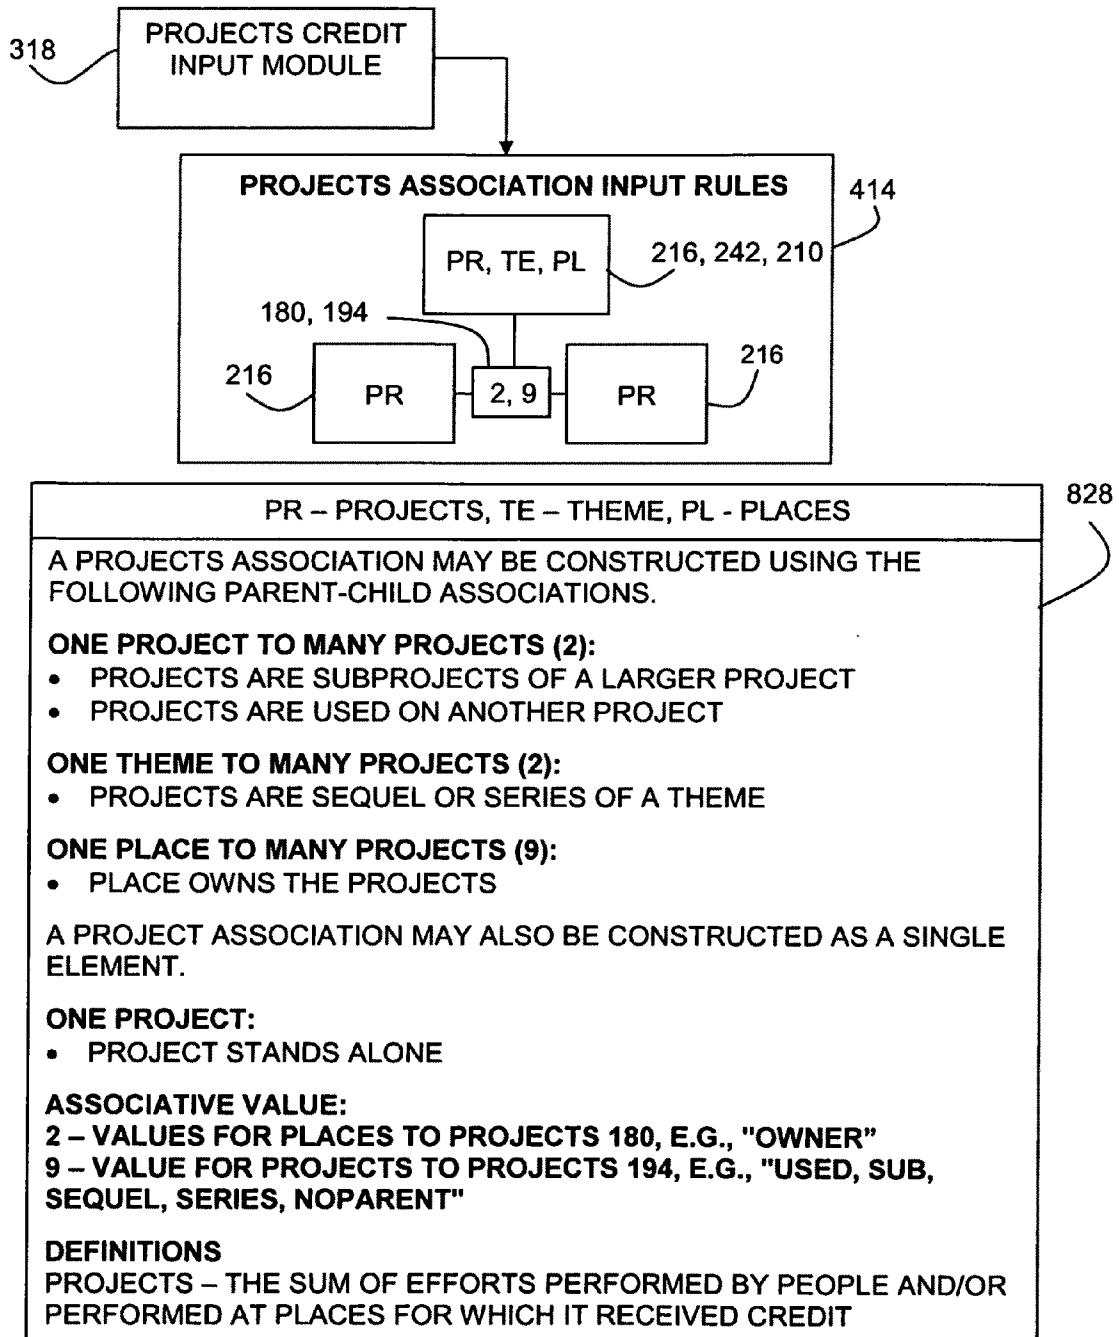 318
PROJECTS CREDIT
INPUT MODULE
PROJECTS ASSOCIATION INPUT RULES
414
PR, TE, PL
216, 242, 210
180, 194
216
PR
2, 9
PR
216
828
PR – PROJECTS, TE – THEME, PL - PLACES
A PROJECTS ASSOCIATION MAY BE CONSTRUCTED USING THE
FOLLOWING PARENT-CHILD ASSOCIATIONS.
ONE PROJECT TO MANY PROJECTS (2):
• PROJECTS ARE SUBPROJECTS OF A LARGER PROJECT
• PROJECTS ARE USED ON ANOTHER PROJECT
ONE THEME TO MANY PROJECTS (2):
• PROJECTS ARE SEQUEL OR SERIES OF A THEME
ONE PLACE TO MANY PROJECTS (9):
• PLACE OWNS THE PROJECTS
A PROJECT ASSOCIATION MAY ALSO BE CONSTRUCTED AS A SINGLE
ELEMENT.
ONE PROJECT:
• PROJECT STANDS ALONE
ASSOCIATIVE VALUE:
2 – VALUES FOR PLACES TO PROJECTS 180, E.G., "OWNER”
9 – VALUE FOR PROJECTS TO PROJECTS 194, E.G., "USED, SUB,
SEQUEL, SERIES, NOPARENT"
DEFINITIONS
PROJECTS – THE SUM OF EFFORTS PERFORMED BY PEOPLE AND/OR
PERFORMED AT PLACES FOR WHICH IT RECEIVED CREDIT